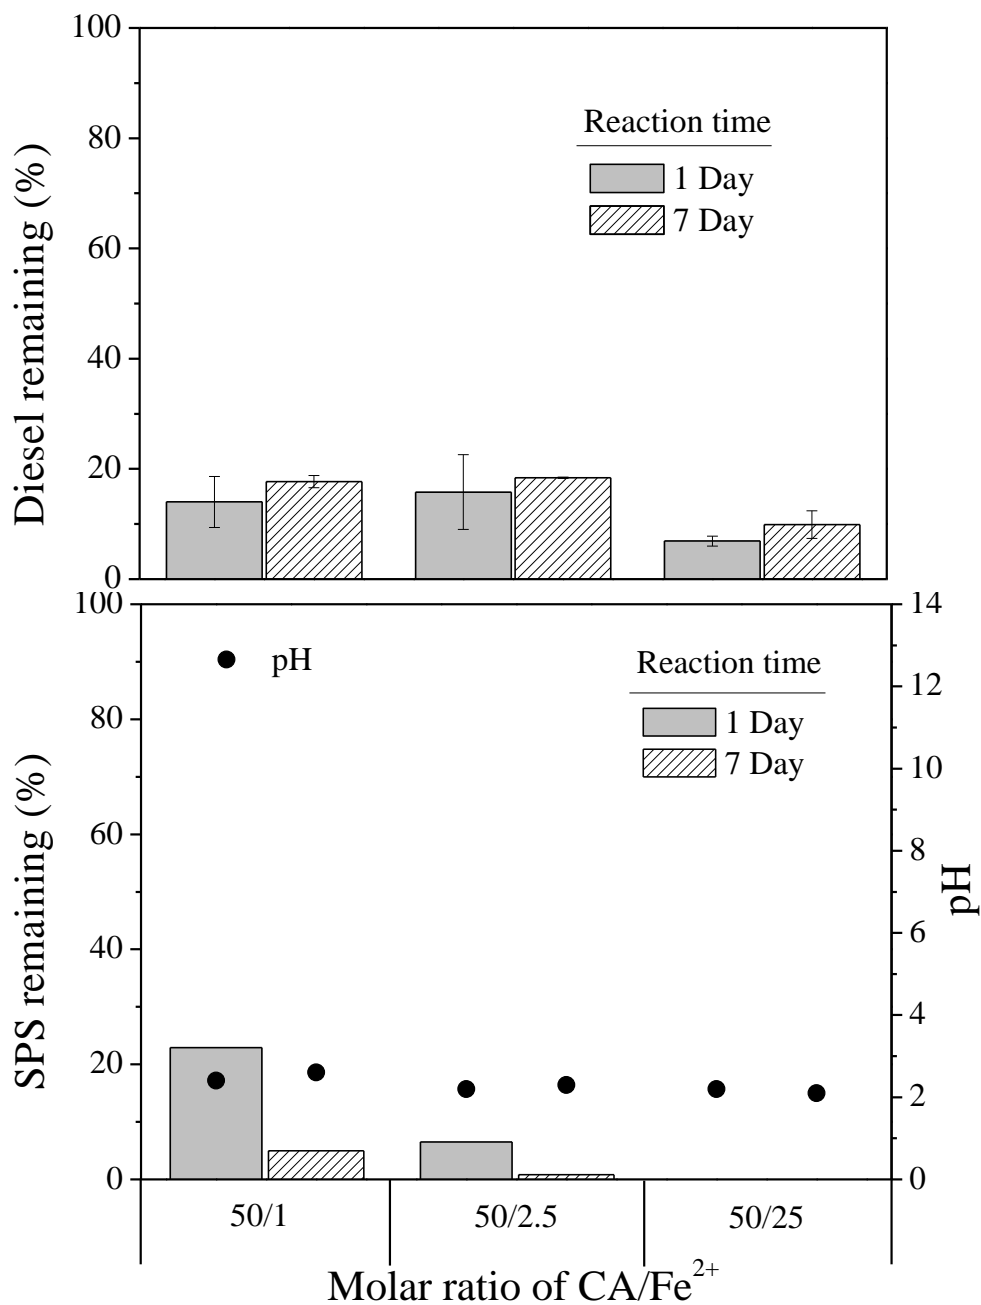 100
80
60
40
20
0
Diesel remaining (%)
Reaction time
1 Day
7 Day
100
80
60
40
20
0
SPS remaining (%)
pH
Reaction time
1 Day
7 Day
14
12
10
8
6
4
2
0
pH
50/1 50/2.5 50/25
Molar ratio of CA/Fe²⁺